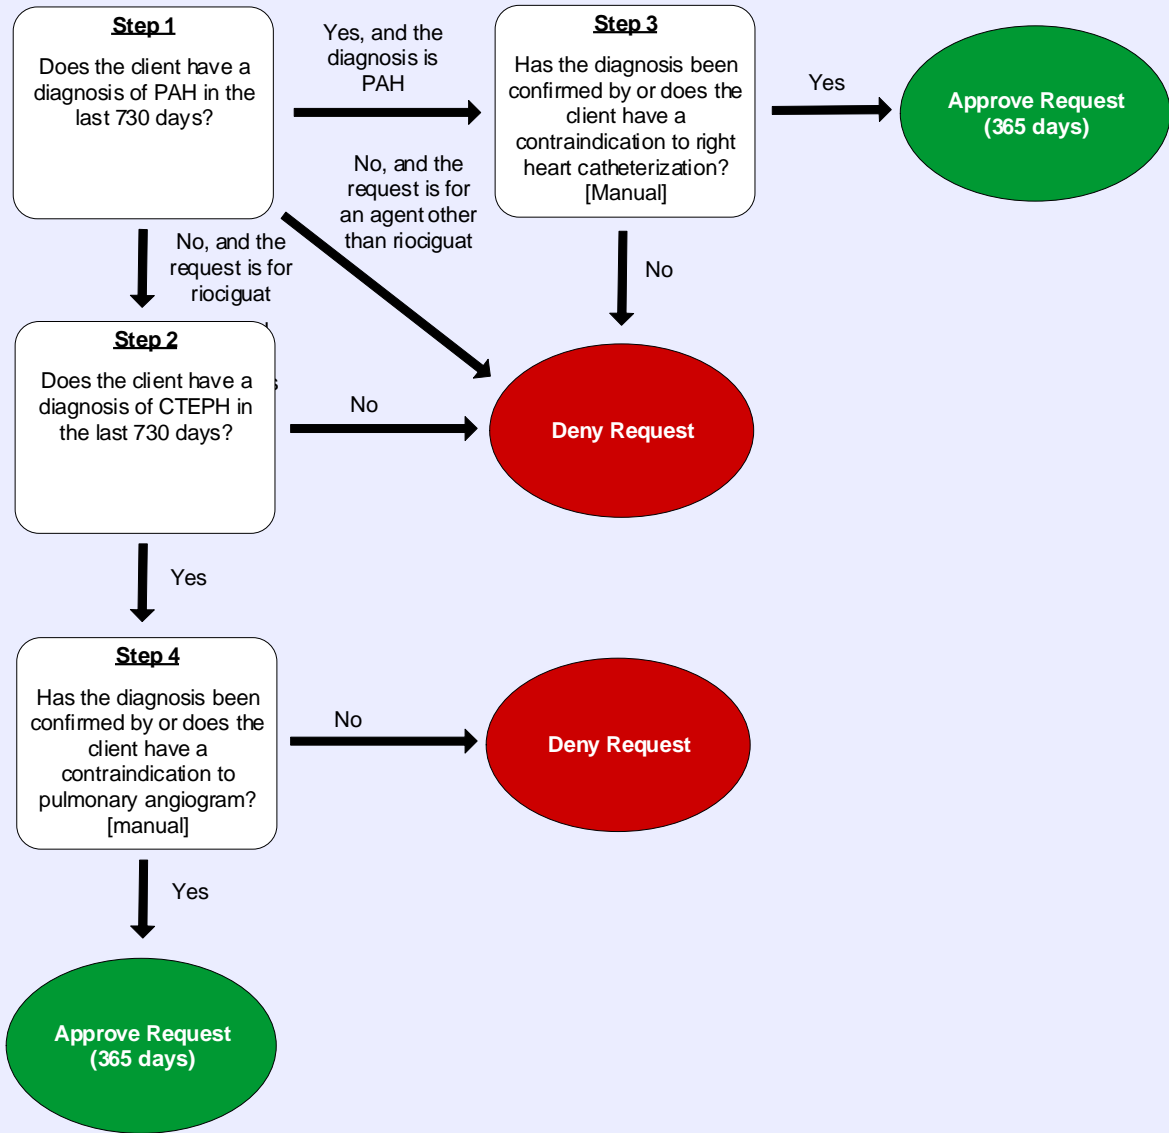 Step 1
Does the client have a
diagnosis of PAH in the
last 730 days?
Yes, and the
diagnosis is
PAH
Step 3
Has the diagnosis been
confirmed by or does the
client have a
contraindication to right
heart catheterization?
[Manual]
Yes
Approve Request
(365 days)
No, and the
request is for
an agent other
than riociguat
No, and the
request is for
riociguat
No
Step 2
Does the client have a
diagnosis of CTEPH in
the last 730 days?
No
Deny Request
Yes
Step 4
Has the diagnosis been
confirmed by or does the
client have a
contraindication to
pulmonary angiogram?
[manual]
No
Deny Request
Yes
Approve Request
(365 days)